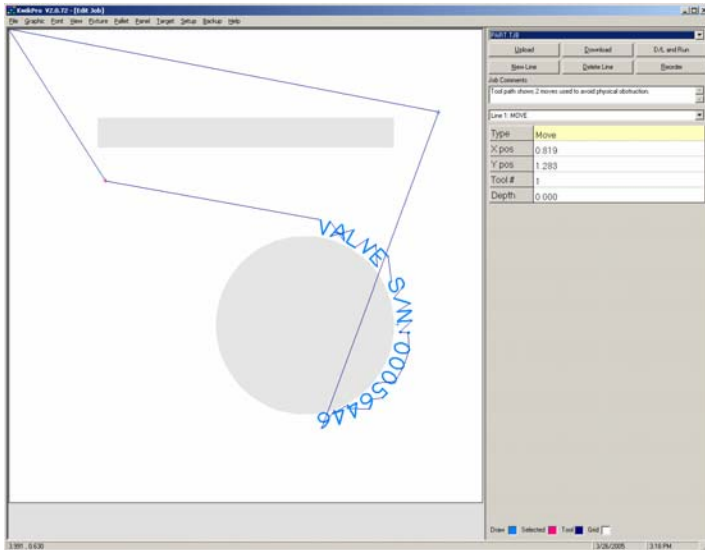 KwikPro V2.0.72 - [Edit Job]
File Graphic Font View Fixture Pallet Panel Target Setup Backup Help
PART TJB
Upload Download D/L and Run
New Line Delete Line Reorder
Job Comments
Tool path shows 2 moves used to avoid physical obstruction.
Line 1: MOVE
Type Move
X pos 0.819
Y pos 1.283
Tool # 1
Depth 0.000
VALVE S/N: 00056446
Draw Selected Tool Grid
3.991 , 0.630 3/26/2005 3:16 PM